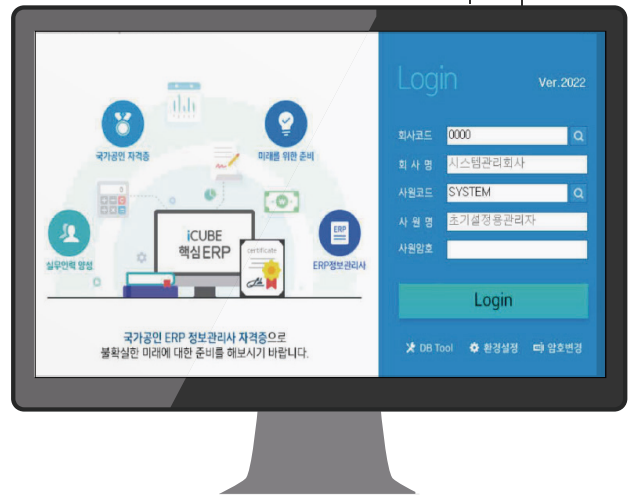 국가공인 자격증
미래를 위한 준비
실무인력 양성
iCUBE
핵심 ERP
certificate
ERP
ERP정보관리사
국가공인 ERP 정보관리사 자격증으로
불확실한 미래에 대한 준비를 해보시기 바랍니다.
Login
Ver.2022
회사코드 0000
회 사 명 시스템관리회사
사원코드 SYSTEM
사 원 명 초기설정용관리자
사원암호
Login
DB Tool 환경설정 암호변경